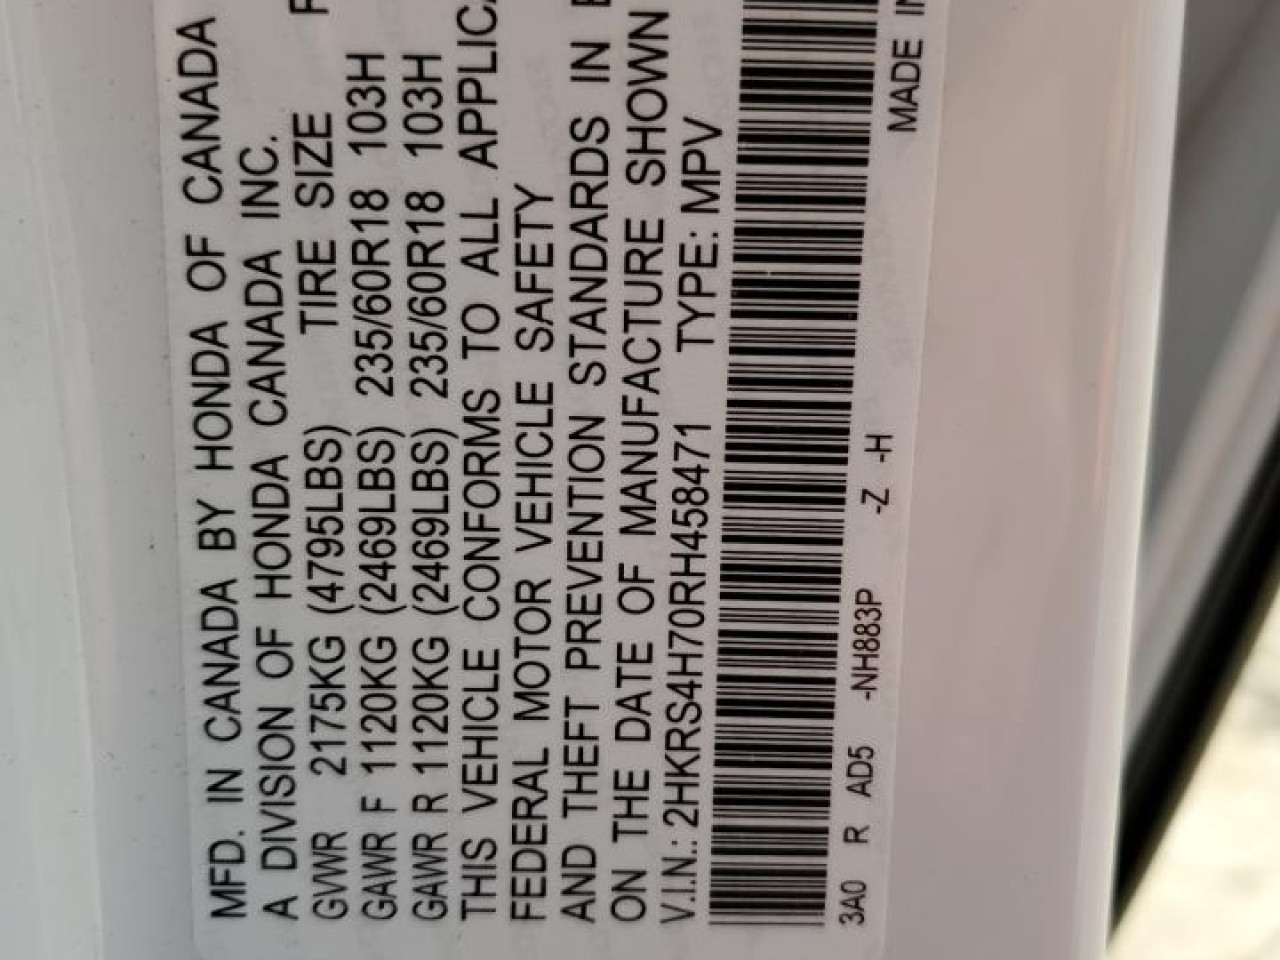 MFD. IN CANADA BY HONDA OF CANADA
A DIVISION OF HONDA CANADA INC.
GVWR 2175KG (4795LBS) TIRE SIZE
GAWR F 1120KG (2469LBS) 235/60R18 103H
GAWR R 1120KG (2469LBS) 235/60R18 103H
THIS VEHICLE CONFORMS TO ALL APPLICA
FEDERAL MOTOR VEHICLE SAFETY
AND THEFT PREVENTION STANDARDS IN E
ON THE DATE OF MANUFACTURE SHOWN
V.I.N.: 2HKRS4H70RH458471 TYPE: MPV
3A0 R AD5 -NH883P -Z -H
MADE IN